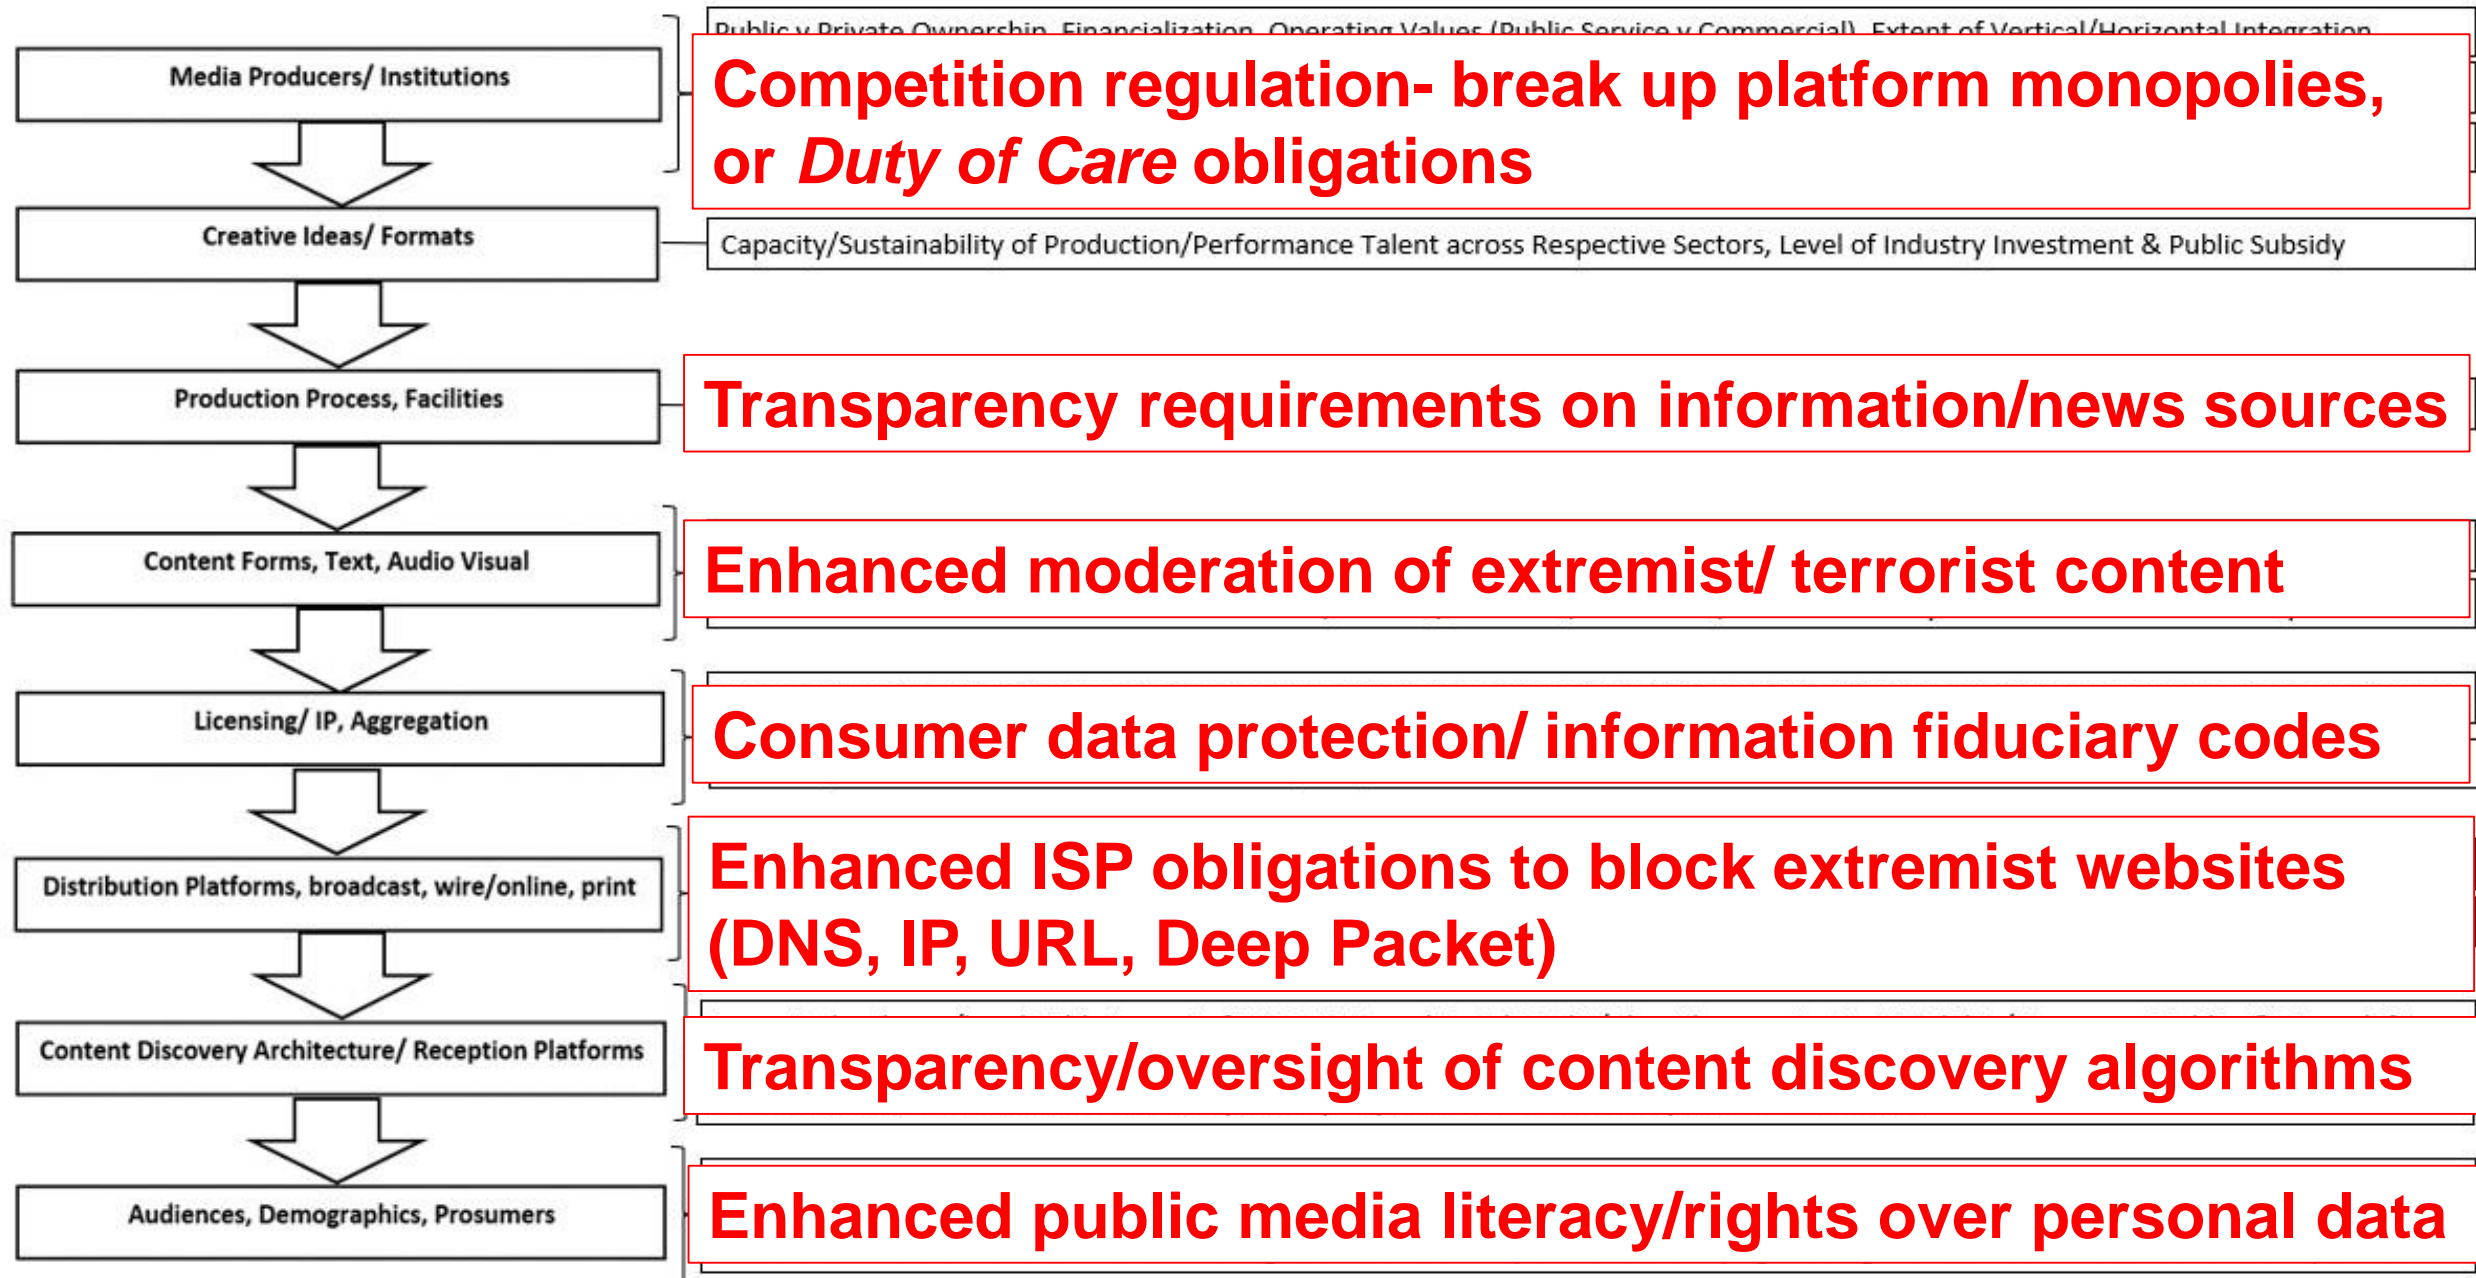 Public v Private Ownership, Financialization, Operating Values (Public Service v Commercial), Extent of Vertical/Horizontal Integration
Media Producers/ Institutions
Competition regulation- break up platform monopolies,
or Duty of Care obligations
Creative Ideas/ Formats
Capacity/Sustainability of Production/Performance Talent across Respective Sectors, Level of Industry Investment & Public Subsidy
Production Process, Facilities
Transparency requirements on information/news sources
Content Forms, Text, Audio Visual
Enhanced moderation of extremist/ terrorist content
Licensing/ IP, Aggregation
Consumer data protection/ information fiduciary codes
Distribution Platforms, broadcast, wire/online, print
Enhanced ISP obligations to block extremist websites
(DNS, IP, URL, Deep Packet)
Content Discovery Architecture/ Reception Platforms
Transparency/oversight of content discovery algorithms
Audiences, Demographics, Prosumers
Enhanced public media literacy/rights over personal data